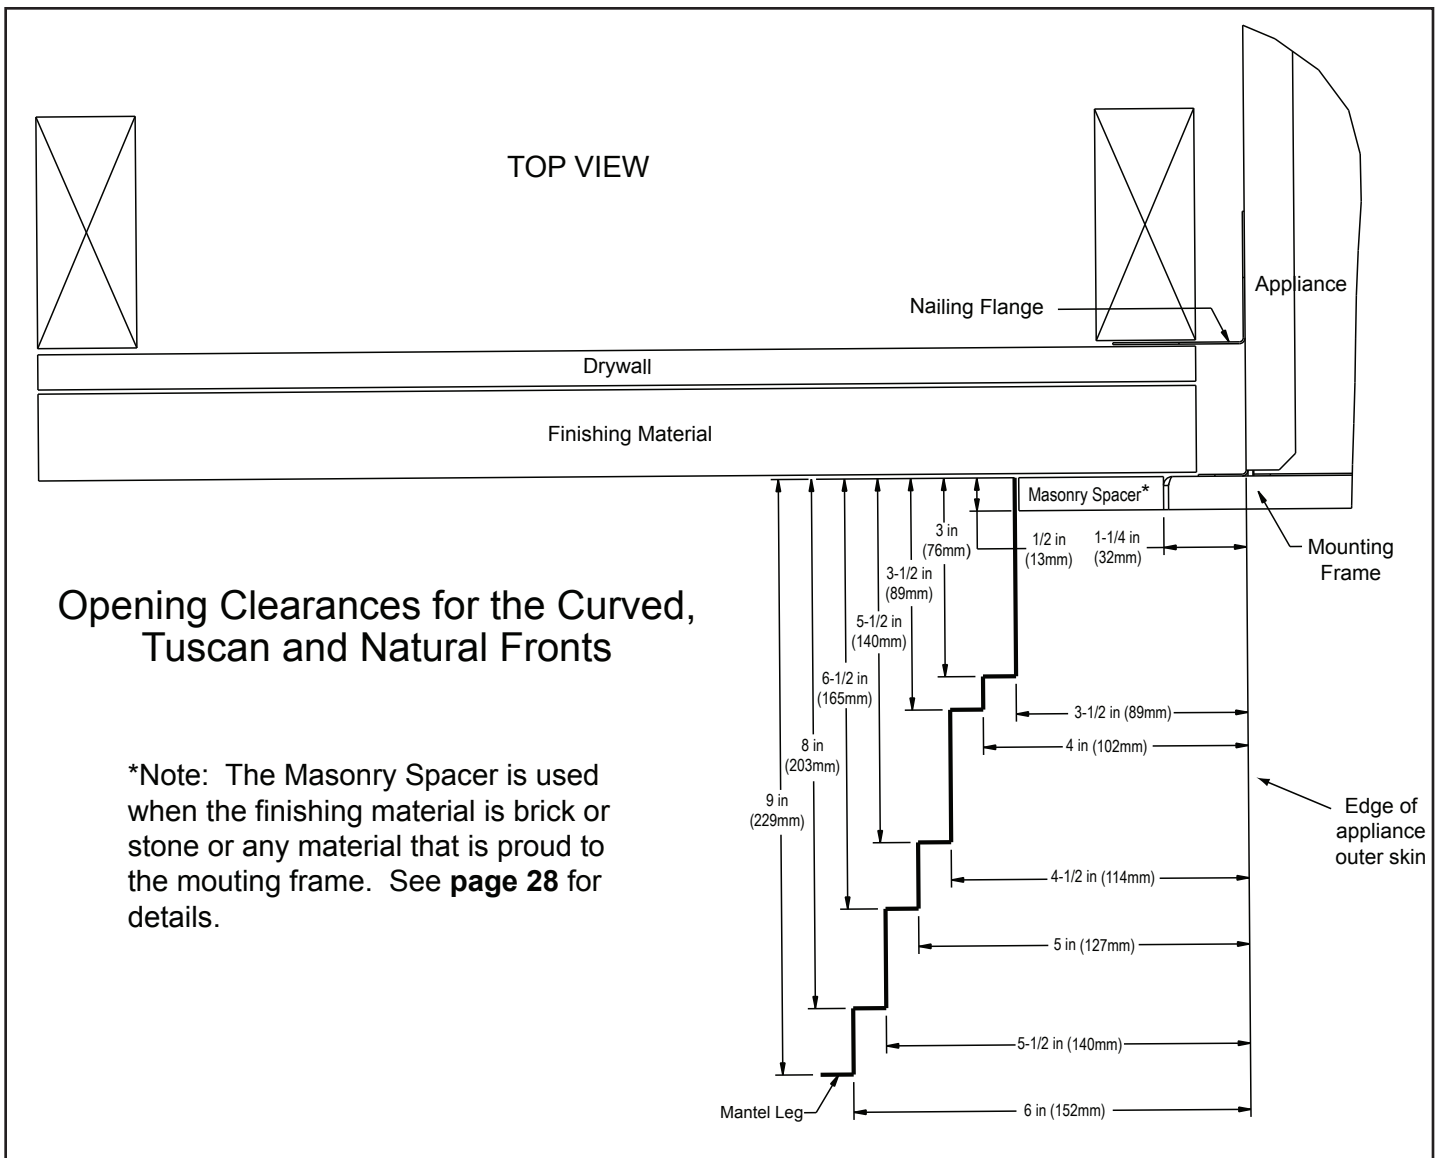 TOP VIEW
Appliance
Nailing Flange
Drywall
Finishing Material
Masonry Spacer*
3 in
(76mm)
1/2 in
(13mm)
1-1/4 in
(32mm)
Mounting
Frame
3-1/2 in
(89mm)
Opening Clearances for the Curved,
Tuscan and Natural Fronts
5-1/2 in
(140mm)
6-1/2 in
(165mm)
3-1/2 in (89mm)
8 in
(203mm)
4 in (102mm)
*Note: The Masonry Spacer is used
when the finishing material is brick or
stone or any material that is proud to
the mouting frame. See page 28 for
details.
9 in
(229mm)
Edge of
appliance
outer skin
4-1/2 in (114mm)
5 in (127mm)
5-1/2 in (140mm)
Mantel Leg
6 in (152mm)